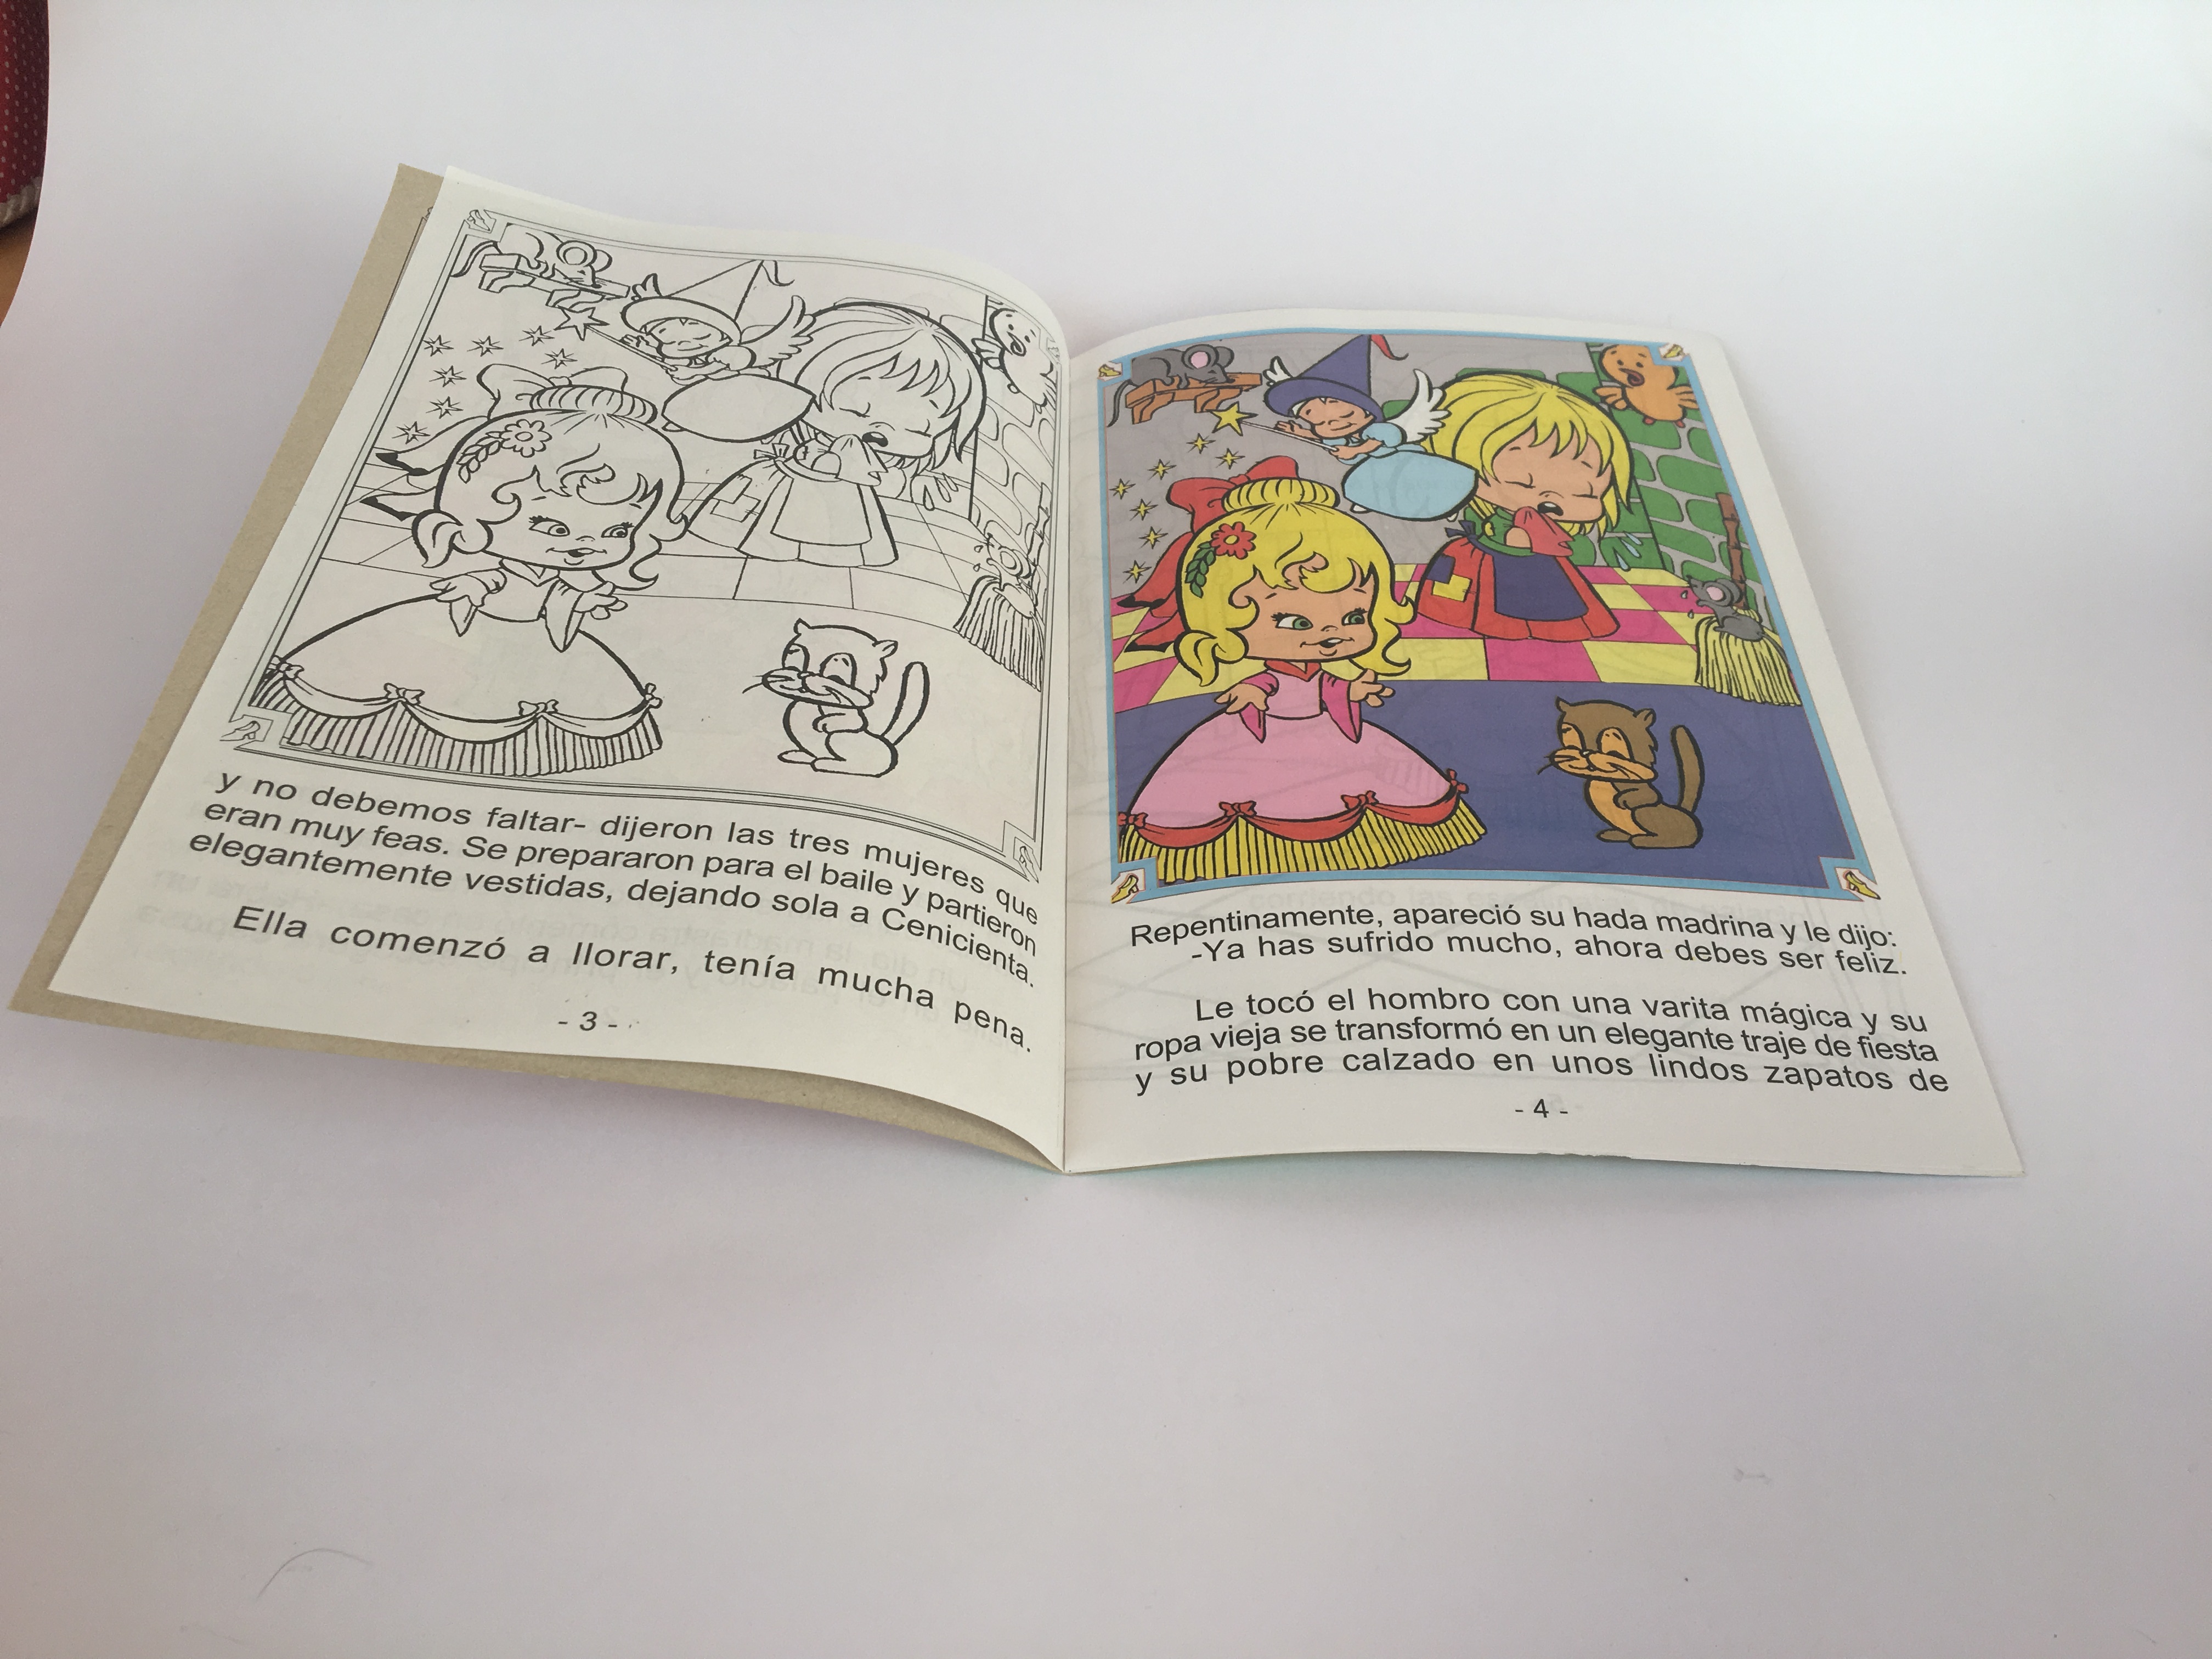 y no debemos faltar- dijeron las tres mujeres que
eran muy feas. Se prepararon para el baile y partieron
elegantemente vestidas, dejando sola a Cenicienta.
Ella comenzó a llorar, tenía mucha pena.
- 3 -
Repentinamente, apareció su hada madrina y le dijo:
-Ya has sufrido mucho, ahora debes ser feliz.
Le tocó el hombro con una varita mágica y su
ropa vieja se transformó en un elegante traje de fiesta
y su pobre calzado en unos lindos zapatos de
- 4 -